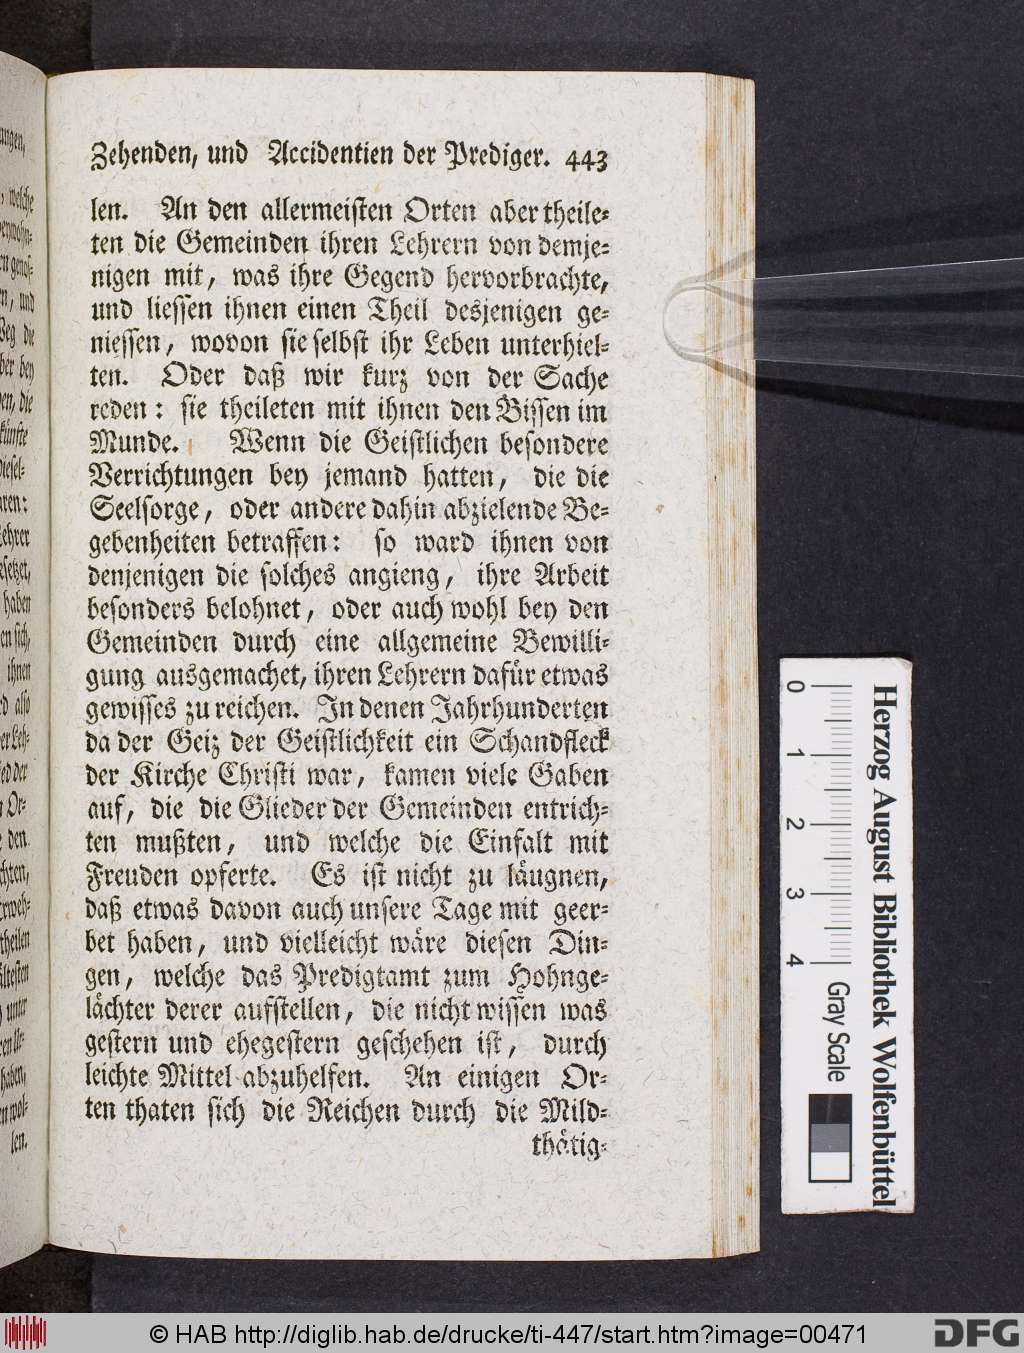 Zehenden, und Accidentien der Prediger. 443
len. An den allermeisten Orten aber theile-
ten die Gemeinden ihren Lehrern von demje-
nigen mit, was ihre Gegend hervorbrachte,
und liessen ihnen einen Theil desjenigen ge-
niessen, wovon sie selbst ihr Leben unterhiel-
ten. Oder daß wir kurz von der Sache
reden: sie theileten mit ihnen den Bissen im
Munde. Wenn die Geistlichen besondere
Verrichtungen bey jemand hatten, die die
Seelsorge, oder andere dahin abzielende Be-
gebenheiten betraffen: so ward ihnen von
denjenigen die solches angieng, ihre Arbeit
besonders belohnet, oder auch wohl bey den
Gemeinden durch eine allgemeine Bewilli-
gung ausgemachet, ihren Lehrern dafür etwas
gewisses zu reichen. In denen Jahrhunderten
da der Geiz der Geistlichkeit ein Schandfleck
der Kirche Christi war, kamen viele Gaben
auf, die die Glieder der Gemeinden entrich-
ten mußten, und welche die Einfalt mit
Freuden opferte. Es ist nicht zu läugnen,
daß etwas davon auch unsere Tage mit geer-
bet haben, und vielleicht wäre diesen Din-
gen, welche das Predigtamt zum Hohnge-
lächter derer aufstellen, die nicht wissen was
gestern und ehegestern geschehen ist, durch
leichte Mittel abzuhelfen. An einigen Or-
ten thaten sich die Reichen durch die Mild-
thätig-
0 1 2 3 4 Gray Scale
Herzog August Bibliothek Wolfenbüttel
© HAB http://diglib.hab.de/drucke/ti-447/start.htm?image=00471
DFG